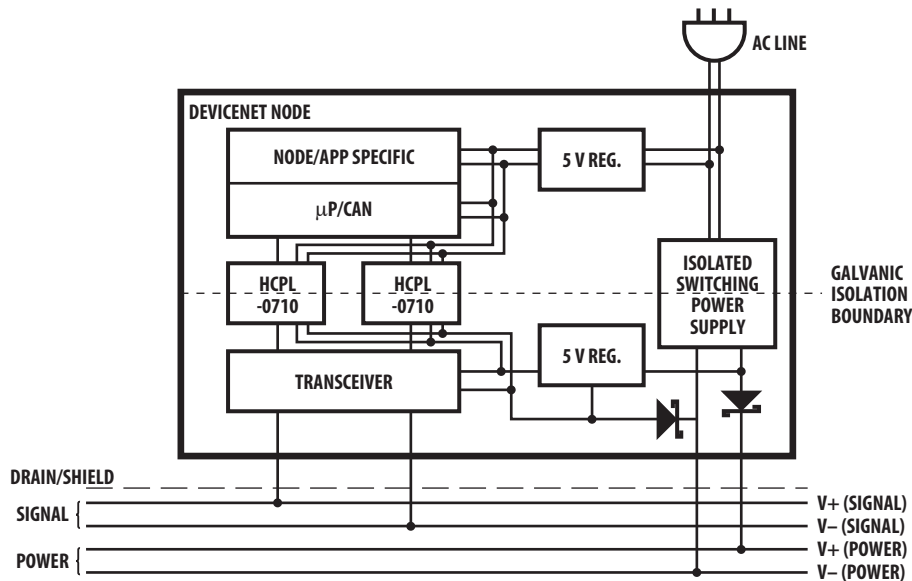 AC LINE
DEVICENET NODE
NODE/APP SPECIFIC
5 V REG.
μP/CAN
HCPL
-0710
HCPL
-0710
ISOLATED
SWITCHING
POWER
SUPPLY
GALVANIC
ISOLATION
BOUNDARY
5 V REG.
TRANSCEIVER
DRAIN/SHIELD
SIGNAL
V+ (SIGNAL)
V– (SIGNAL)
POWER
V+ (POWER)
V– (POWER)